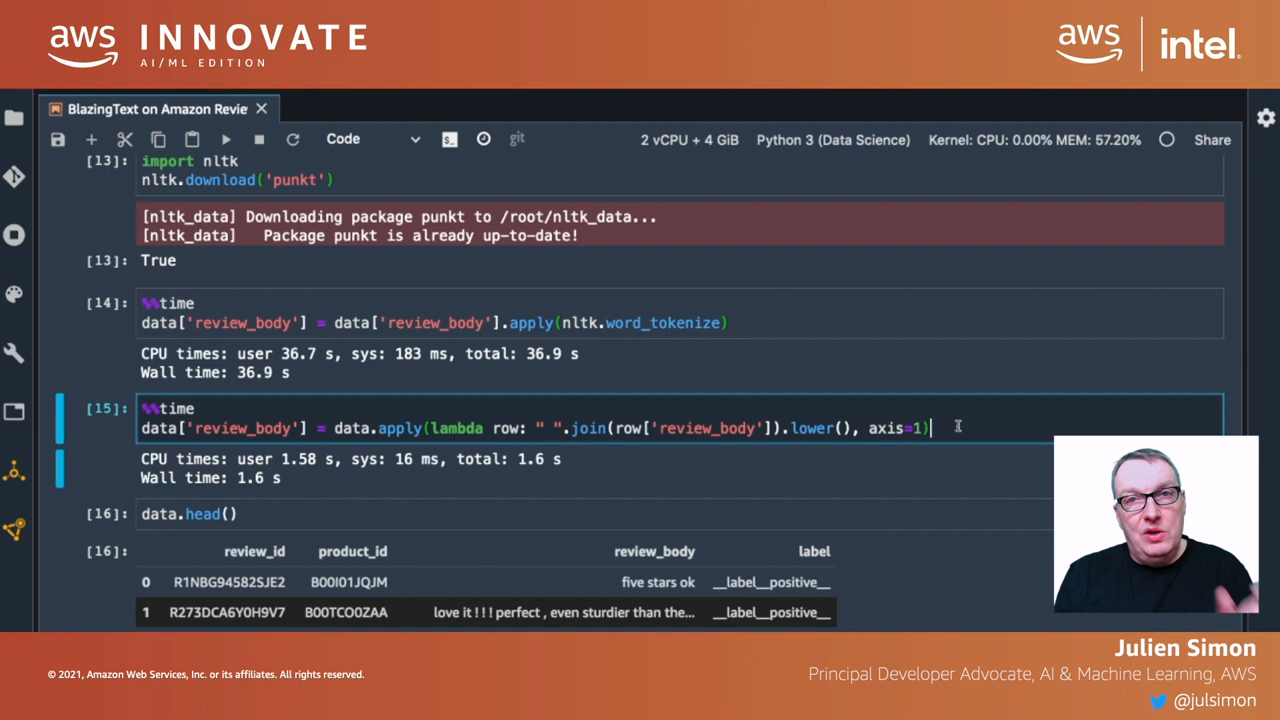 aws INNOVATE
AI/ML EDITION
aws intel.
BlazingText on Amazon Revie
Code
git
2 vCPU + 4 GiB
Python 3 (Data Science)
Kernel: CPU: 0.00% MEM: 57.20%
Share
[13]: import nltk
nltk.download('punkt')
[nltk_data] Downloading package punkt to /root/nltk_data...
[nltk_data]   Package punkt is already up-to-date!
[13]: True
[14]: %%time
data['review_body'] = data['review_body'].apply(nltk.word_tokenize)
CPU times: user 36.7 s, sys: 183 ms, total: 36.9 s
Wall time: 36.9 s
[15]: %%time
data['review_body'] = data.apply(lambda row: " ".join(row['review_body']).lower(), axis=1)
CPU times: user 1.58 s, sys: 16 ms, total: 1.6 s
Wall time: 1.6 s
[16]: data.head()
[16]: review_id product_id review_body label
0 R1NBG94582SJE2 B00I01JQJM five stars ok __label__positive__
1 R273DCA6Y0H9V7 B00TCO0ZAA love it ! ! ! perfect , even sturdier than the... __label__positive__
Julien Simon
© 2021, Amazon Web Services, Inc. or its affiliates. All rights reserved.
Principal Developer Advocate, AI & Machine Learning, AWS
@julsimon